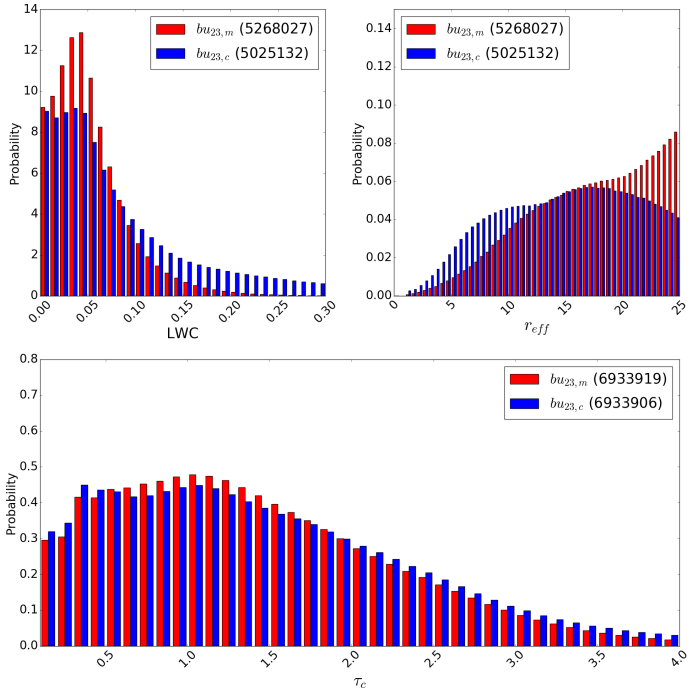 14
12
10
8
6
4
2
0
Probability
bu23,m (5268027)
bu23,c (5025132)
0.00 0.05 0.10 0.15 0.20 0.25 0.30
LWC
0.14
0.12
0.10
0.08
0.06
0.04
0.02
0.00
Probability
bu23,m (5268027)
bu23,c (5025132)
0 5 10 15 20 25
reff
0.8
0.7
0.6
0.5
0.4
0.3
0.2
0.1
0.0
Probability
bu23,m (6933919)
bu23,c (6933906)
0.5 1.0 1.5 2.0 2.5 3.0 3.5 4.0
τc